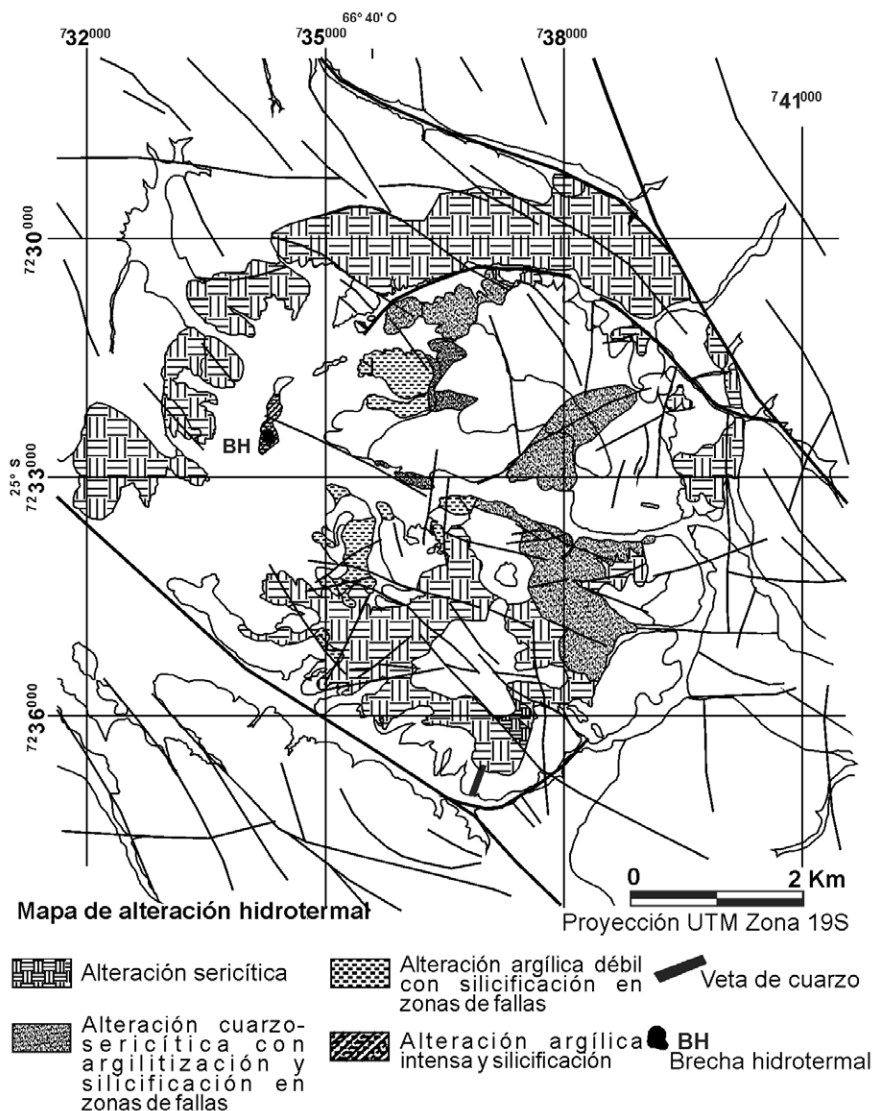 66° 40' O
732000
735000
738000
741000
7230000
25° S
7233000
7236000
BH
0
2 Km
Mapa de alteración hidrotermal
Proyección UTM Zona 19S
Alteración sericítica
Alteración cuarzo-
sericítica con
argilitización y
silicificación en
zonas de fallas
Alteración argílica débil
con silicificación en
zonas de fallas
Alteración argílica
intensa y silicificación
Veta de cuarzo
BH
Brecha hidrotermal